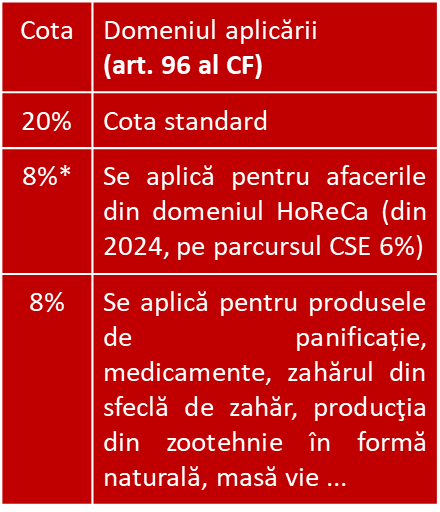 Cota
Domeniul aplicării
(art. 96 al CF)
20%
Cota standard
8%*
Se aplică pentru afacerile
din domeniul HoReCa (din
2024, pe parcursul CSE 6%)
8%
Se aplică pentru produsele
de panificație,
medicamente, zahărul din
sfeclă de zahăr, producţia
din zootehnie în formă
naturală, masă vie ...